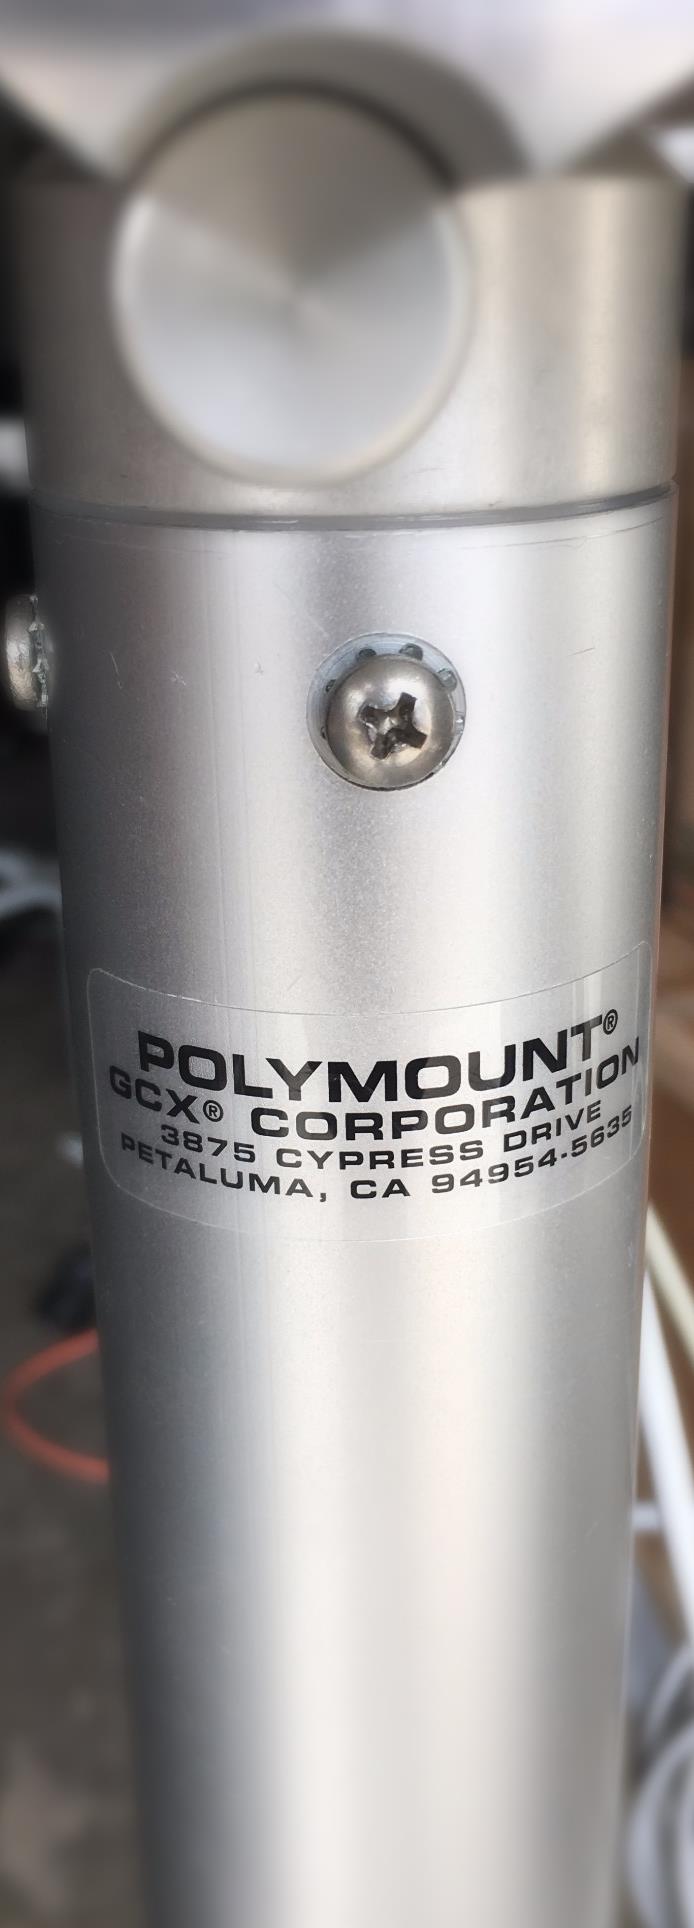 POLYMOUNT®
GCX® CORPORATION
3875 CYPRESS DRIVE
PETALUMA, CA 94954-5635